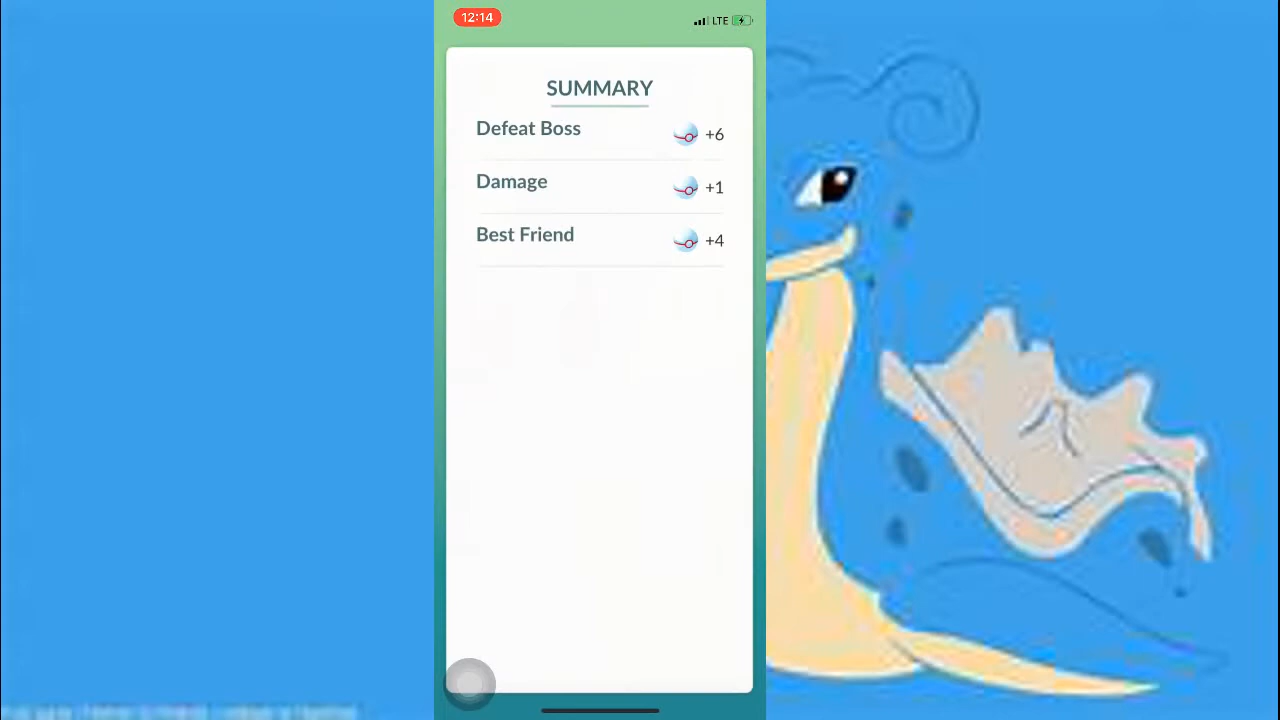 12:14
LTE
SUMMARY
Defeat Boss +6
Damage +1
Best Friend +4